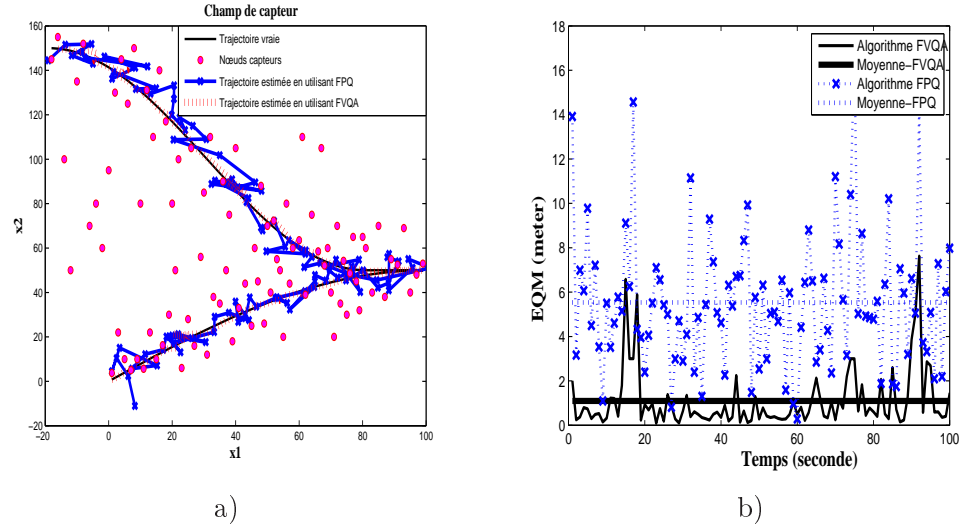 Champ de capteur
Trajectoire vraie
Nœuds capteurs
Trajectoire estimée en utilisant FPQ
Trajectoire estimée en utilisant FVQA
160
140
120
100
80
60
40
20
0
−20
−20
0
20
40
60
80
100
x2
x1
a)
Algorithme FVQA
Moyenne−FVQA
Algorithme FPQ
Moyenne−FPQ
18
16
14
12
10
8
6
4
2
0
0
20
40
60
80
100
EQM (meter)
Temps (seconde)
b)